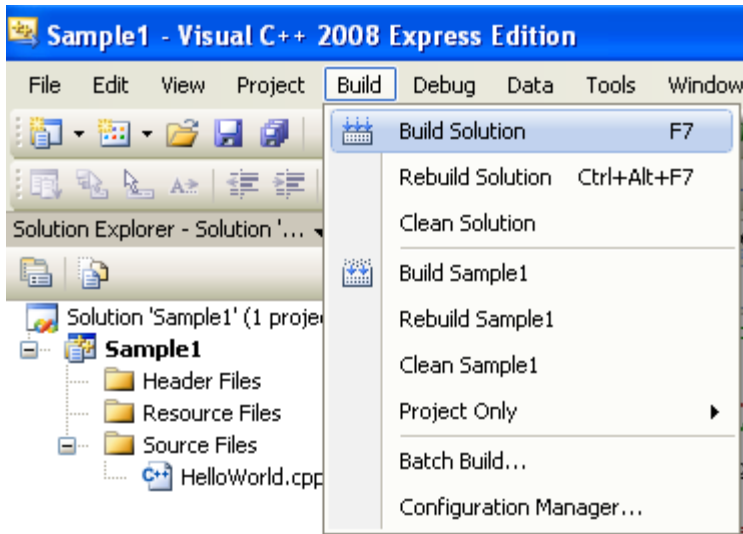 Sample1 - Visual C++ 2008 Express Edition
File Edit View Project Build Debug Data Tools Window
Build Solution F7
Rebuild Solution Ctrl+Alt+F7
Solution Explorer - Solution '...
Clean Solution
Build Sample1
Solution 'Sample1' (1 proje
Rebuild Sample1
Sample1
Clean Sample1
Header Files
Resource Files
Project Only
Source Files
Batch Build...
C++ HelloWorld.cpp
Configuration Manager...